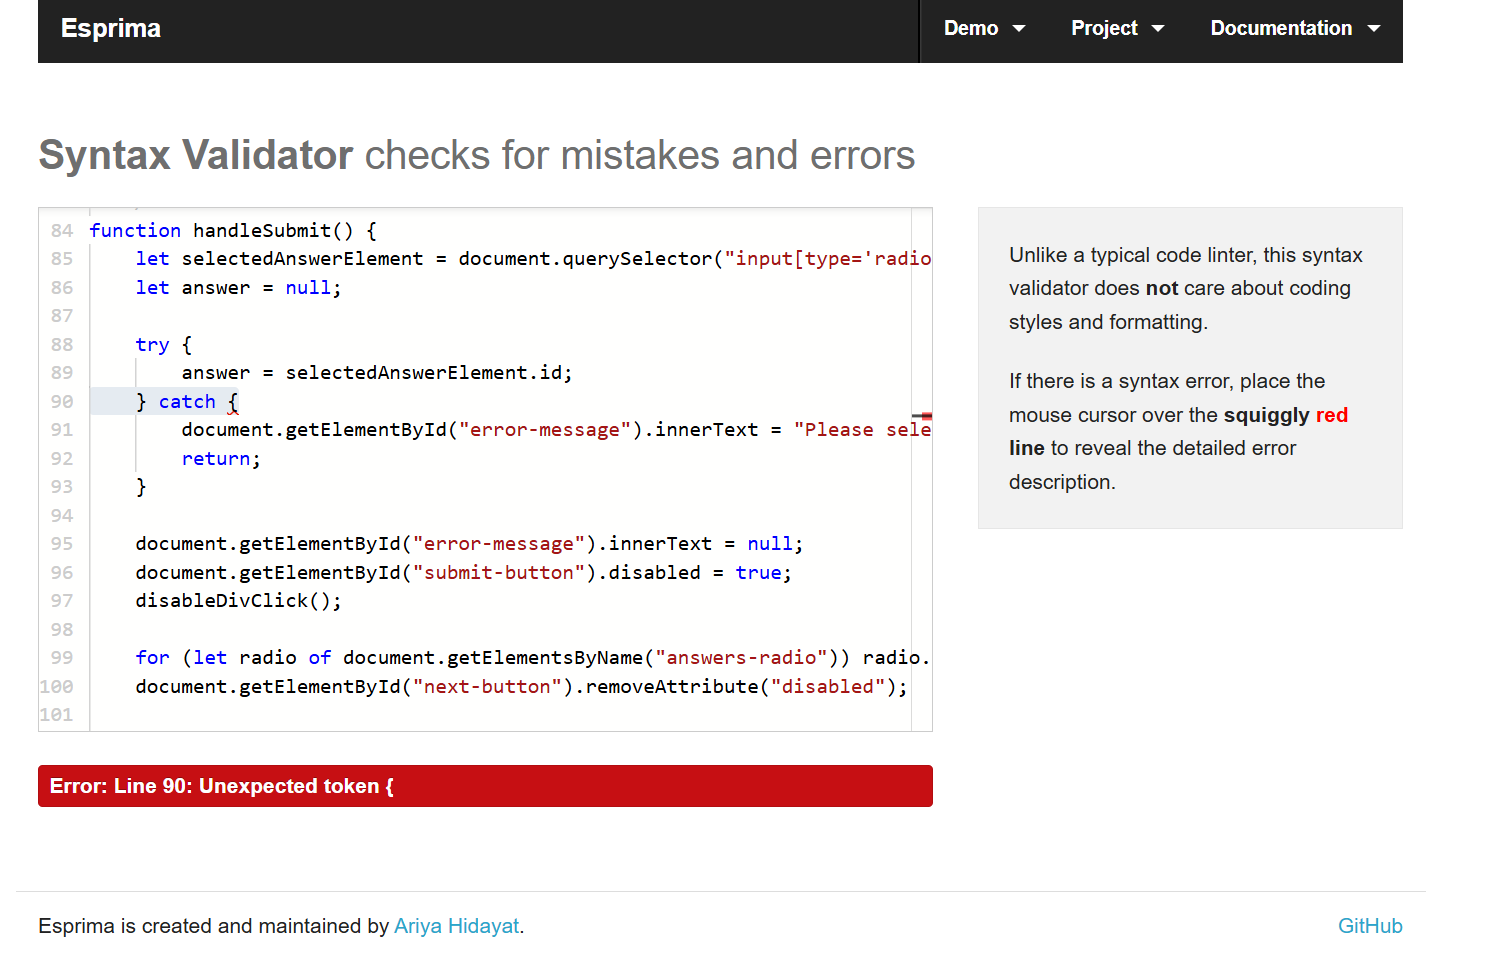 Esprima
Demo
Project
Documentation
Syntax Validator checks for mistakes and errors
84 function handleSubmit() {
85 let selectedAnswerElement = document.querySelector("input[type='radio
86 let answer = null;
87
88 try {
89 answer = selectedAnswerElement.id;
90 } catch {
91 document.getElementById("error-message").innerText = "Please sele
92 return;
93 }
94
95 document.getElementById("error-message").innerText = null;
96 document.getElementById("submit-button").disabled = true;
97 disableDivClick();
98
99 for (let radio of document.getElementsByName("answers-radio")) radio.
100 document.getElementById("next-button").removeAttribute("disabled");
101
Unlike a typical code linter, this syntax
validator does not care about coding
styles and formatting.
If there is a syntax error, place the
mouse cursor over the squiggly red
line to reveal the detailed error
description.
Error: Line 90: Unexpected token {
Esprima is created and maintained by Ariya Hidayat.
GitHub